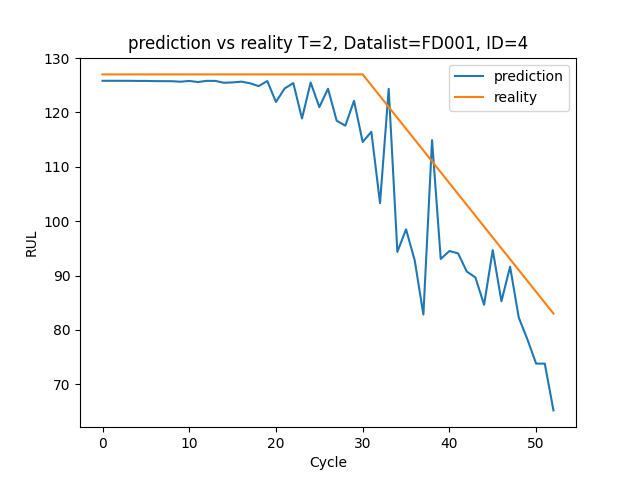 prediction vs reality T=2, Datalist=FD001, ID=4
prediction
reality
RUL
130
120
110
100
90
80
70
0 10 20 30 40 50
Cycle